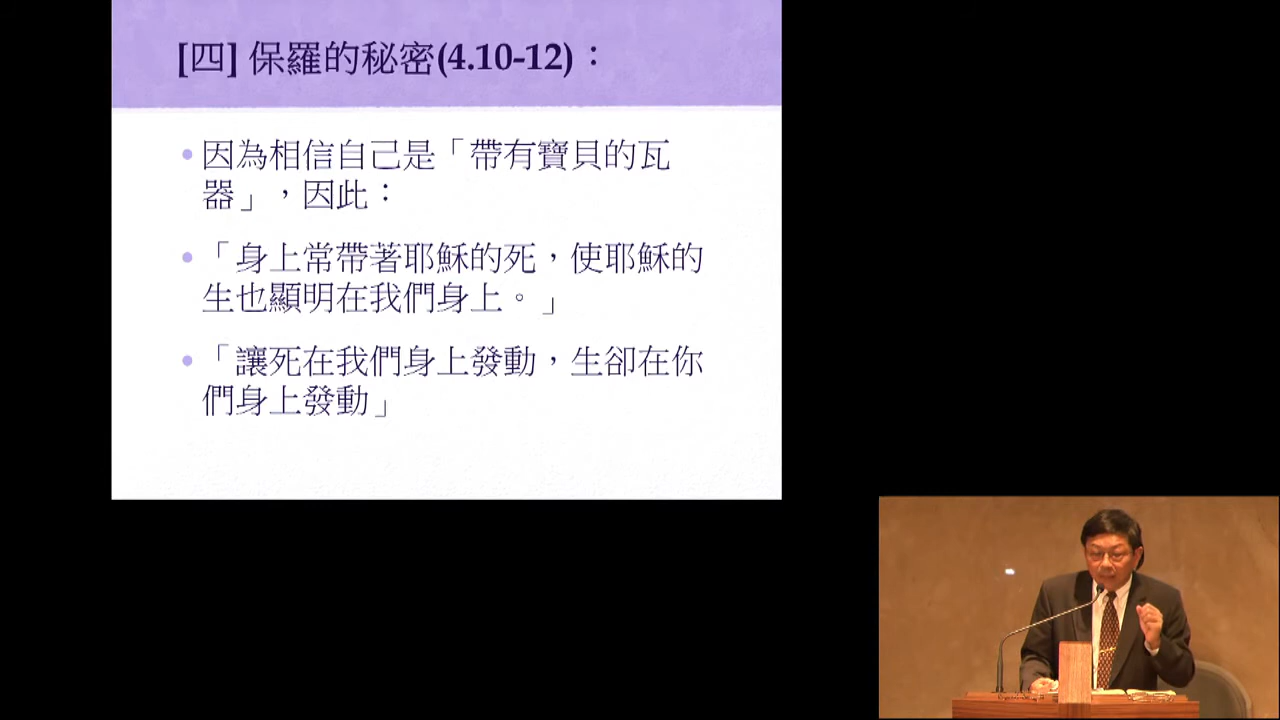 [四] 保羅的秘密(4.10-12)：
因為相信自己是「帶有寶貝的瓦
器」，因此：
「身上常帶著耶穌的死，使耶穌的
生也顯明在我們身上。」
「讓死在我們身上發動，生卻在你
們身上發動」